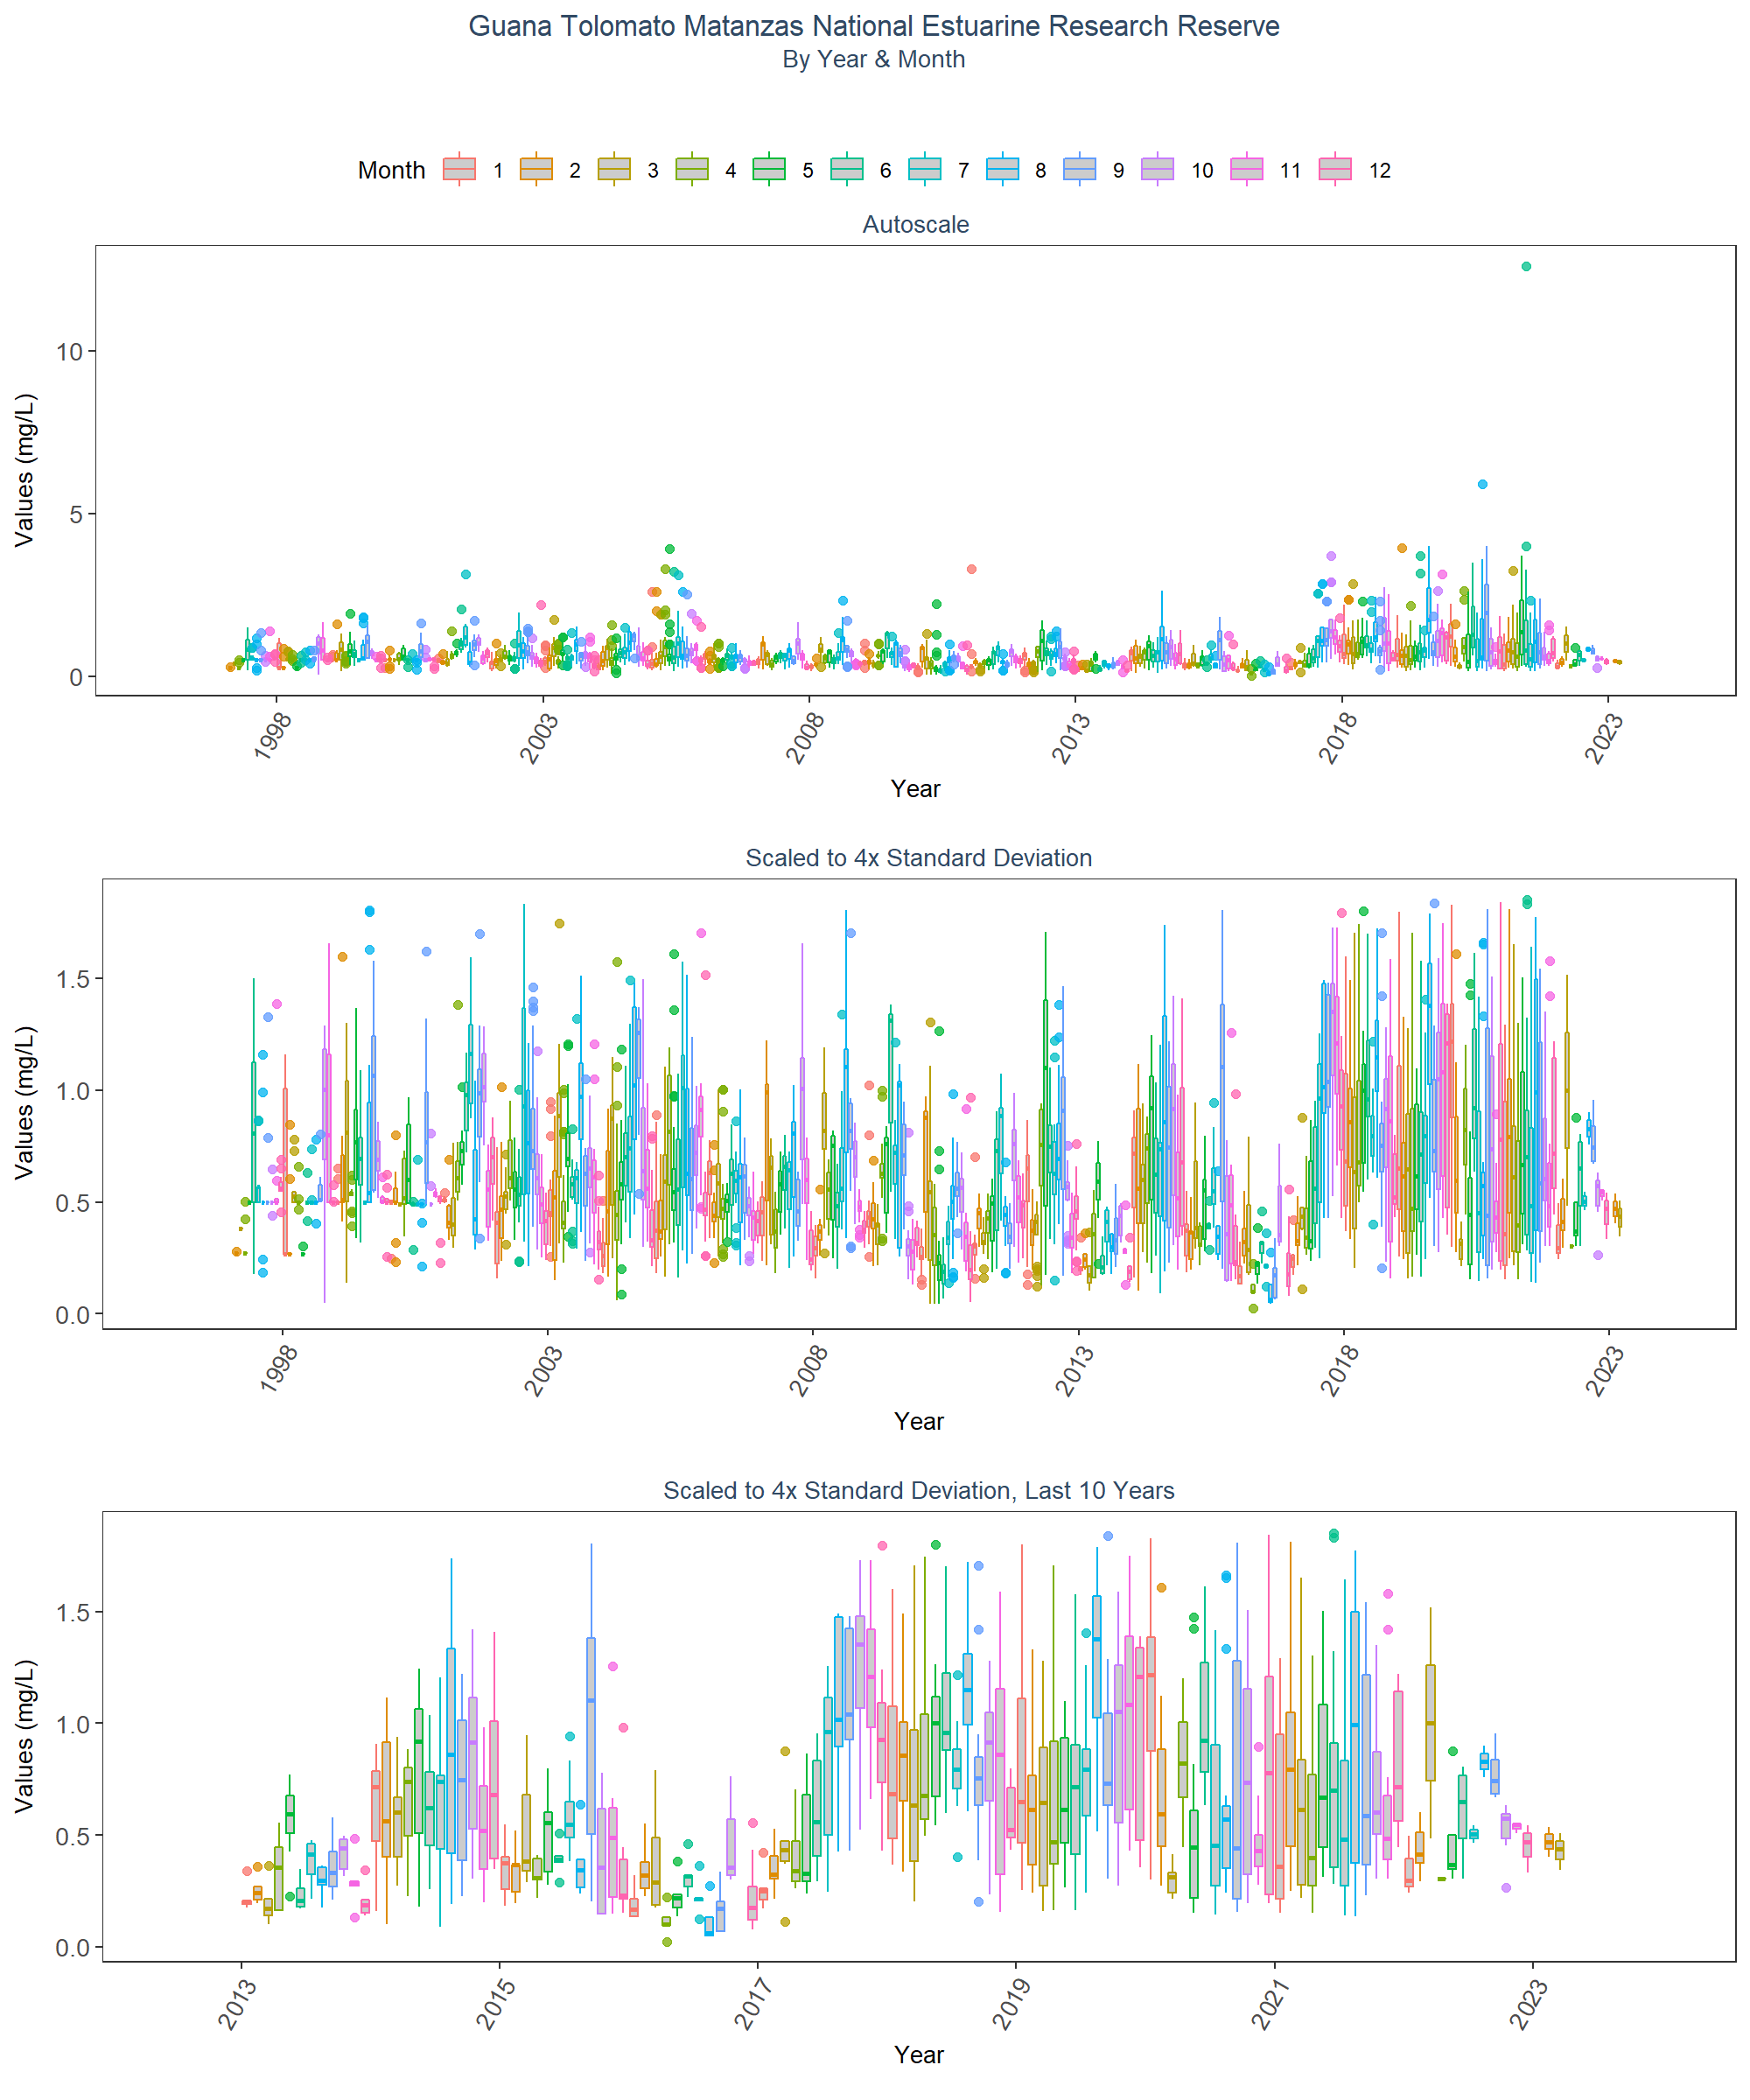 Guana Tolomato Matanzas National Estuarine Research Reserve
By Year & Month
Month 1 2 3 4 5 6 7 8 9 10 11 12
Autoscale
Values (mg/L)
10
5
0
1998 2003 2008 2013 2018 2023
Year
Scaled to 4x Standard Deviation
Values (mg/L)
1.5
1.0
0.5
0.0
1998 2003 2008 2013 2018 2023
Year
Scaled to 4x Standard Deviation, Last 10 Years
Values (mg/L)
1.5
1.0
0.5
0.0
2013 2015 2017 2019 2021 2023
Year